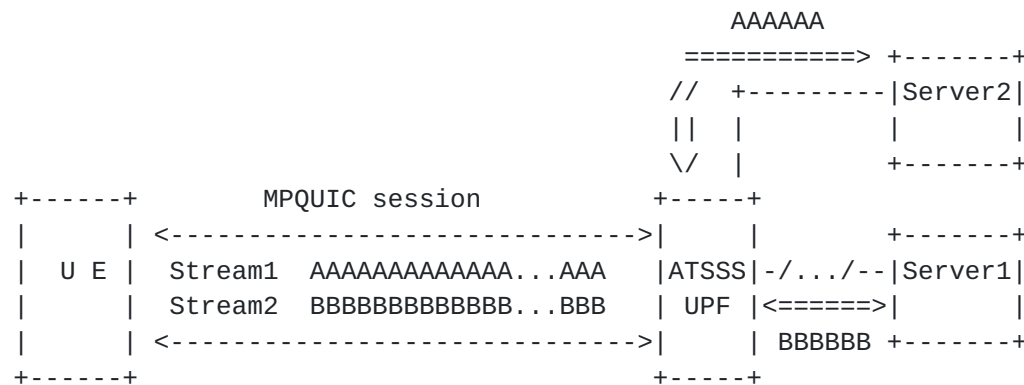 AAAAAA
                                            ===========> +-------+
                                           //  +---------|Server2|
                                           ||  |         |       |
                                           \/  |         +-------+
+------+        MPQUIC session            +-----+
|      | <------------------------------>|     |        +-------+
|  U E |  Stream1  AAAAAAAAAAAAA...AAA   |ATSSS|-/.../--|Server1|
|      |  Stream2  BBBBBBBBBBBBB...BBB   | UPF |<======>|       |
|      | <------------------------------>|     | BBBBBB +-------+
+------+                                  +-----+